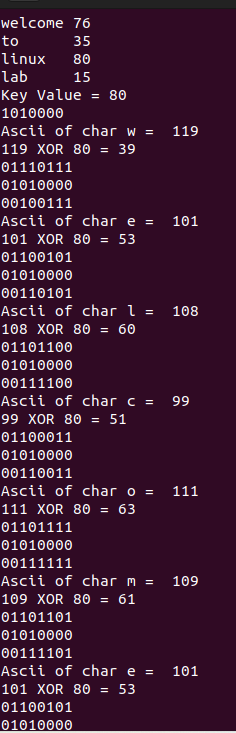 welcome 76
to      35
linux   80
lab     15
Key Value = 80
1010000
Ascii of char w =  119
119 XOR 80 = 39
01110111
01010000
00100111
Ascii of char e =  101
101 XOR 80 = 53
01100101
01010000
00110101
Ascii of char l =  108
108 XOR 80 = 60
01101100
01010000
00111100
Ascii of char c =  99
99 XOR 80 = 51
01100011
01010000
00110011
Ascii of char o =  111
111 XOR 80 = 63
01101111
01010000
00111111
Ascii of char m =  109
109 XOR 80 = 61
01101101
01010000
00111101
Ascii of char e =  101
101 XOR 80 = 53
01100101
01010000